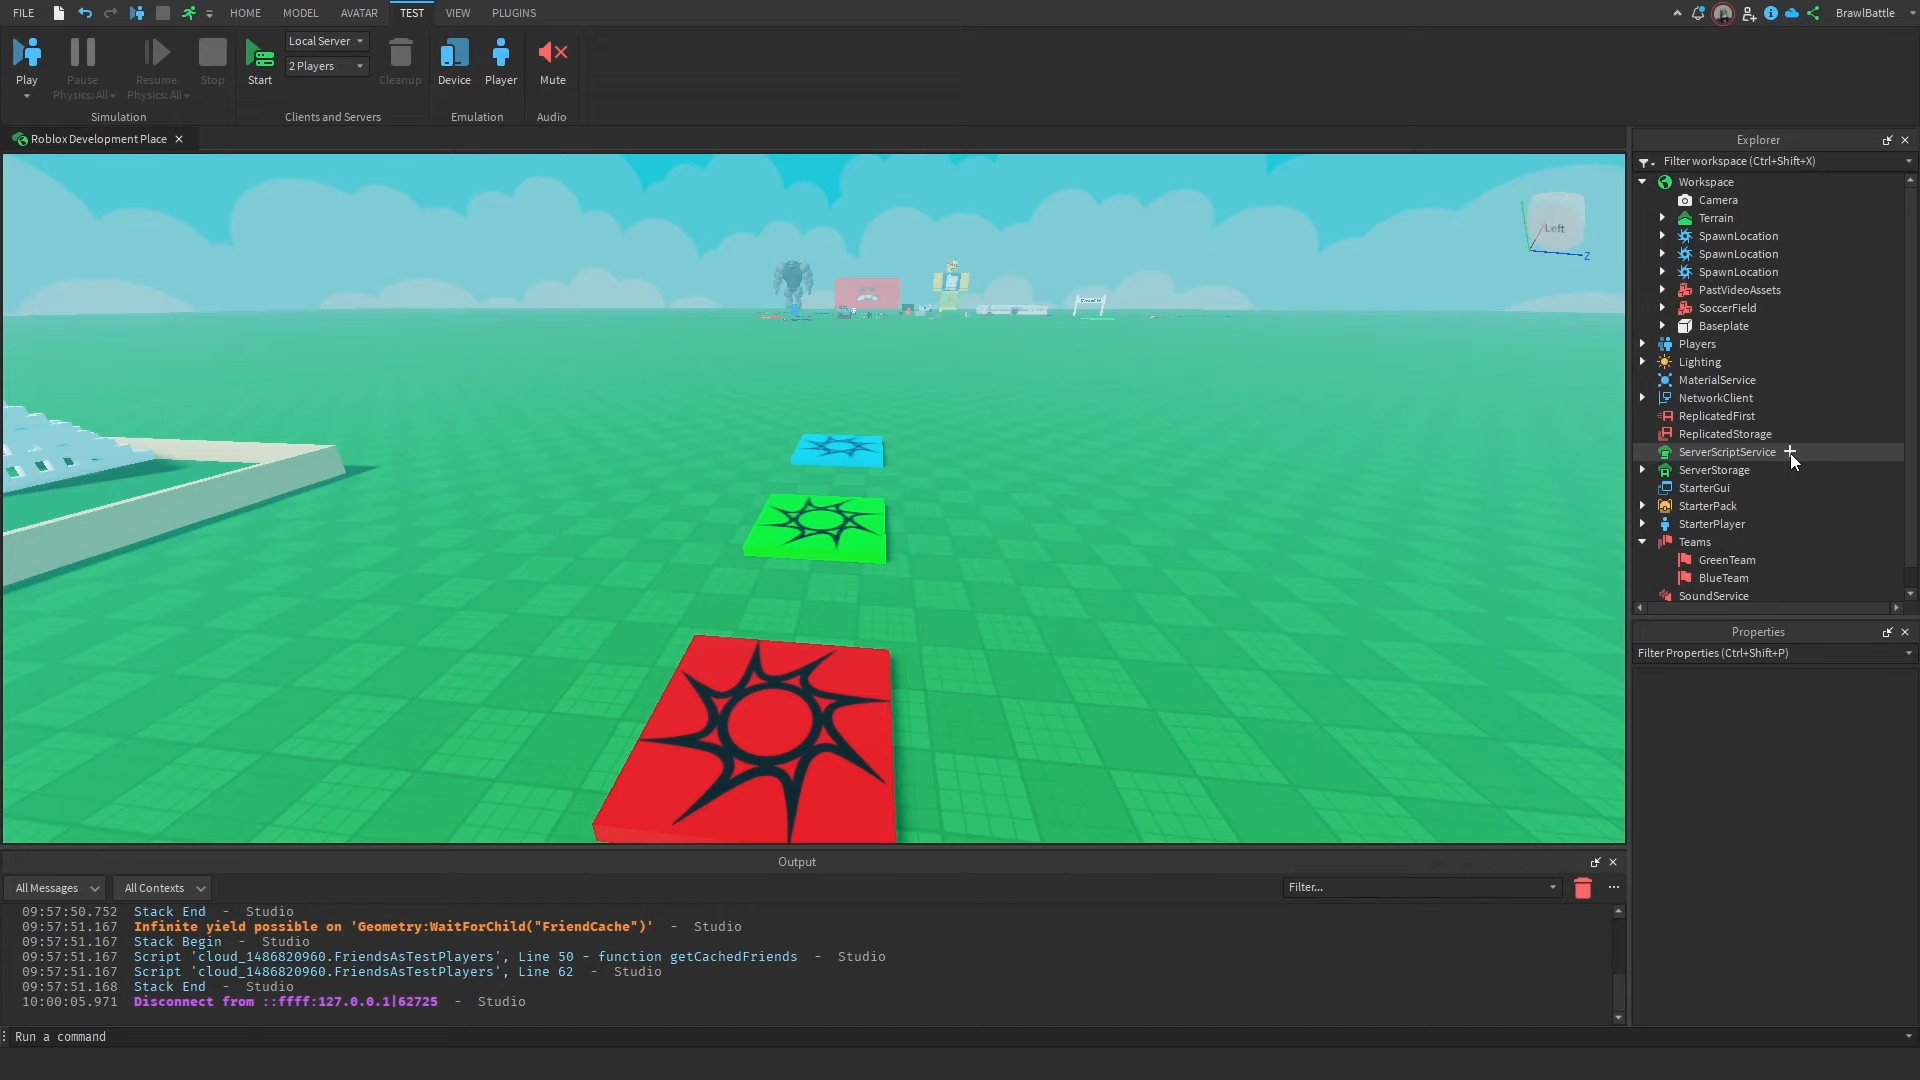 FILE HOME MODEL AVATAR TEST VIEW PLUGINS BrawlBattle
Play Pause Physics: All Resume Physics: All Stop
Simulation
Start Local Server 2 Players Cleanup
Clients and Servers
Device Player
Emulation
Mute
Audio
Roblox Development Place
Left
Z
Explorer
Filter workspace (Ctrl+Shift+X)
Workspace
Camera
Terrain
SpawnLocation
SpawnLocation
SpawnLocation
PastVideoAssets
SoccerField
Baseplate
Players
Lighting
MaterialService
NetworkClient
ReplicatedFirst
ReplicatedStorage
ServerScriptService
ServerStorage
StarterGui
StarterPack
StarterPlayer
Teams
GreenTeam
BlueTeam
SoundService
Properties
Filter Properties (Ctrl+Shift+P)
Output
All Messages All Contexts Filter...
09:57:50.752 Stack End - Studio
09:57:51.167 Infinite yield possible on 'Geometry:WaitForChild("FriendCache")' - Studio
09:57:51.167 Stack Begin - Studio
09:57:51.167 Script 'cloud_1486820960.FriendsAsTestPlayers', Line 50 - function getCachedFriends - Studio
09:57:51.167 Script 'cloud_1486820960.FriendsAsTestPlayers', Line 62 - Studio
09:57:51.168 Stack End - Studio
10:00:05.971 Disconnect from ::ffff:127.0.0.1|62725 - Studio
Run a command